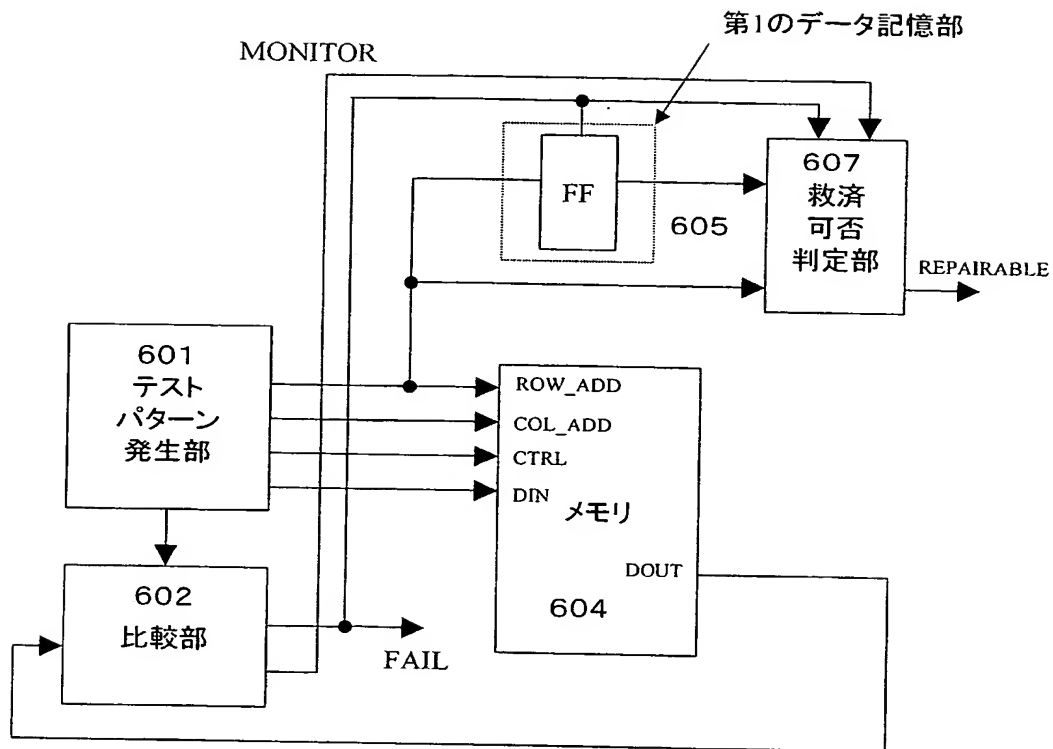 第1のデータ記憶部
MONITOR
FF
605
607
救済
可否
判定部
REPAIRABLE
601
テスト
パターン
発生部
ROW_ADD
COL_ADD
CTRL
DIN
メモリ
DOUT
604
602
比較部
FAIL